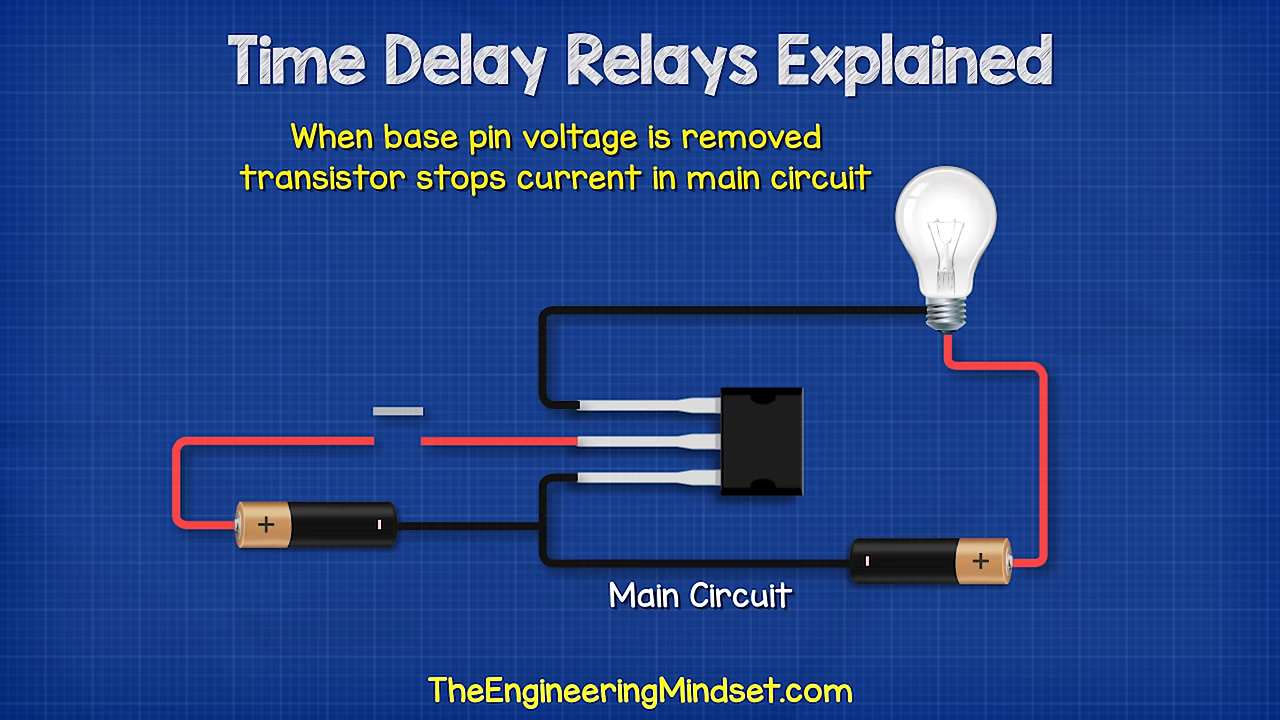 Time Delay Relays Explained
When base pin voltage is removed
transistor stops current in main circuit
+ -
- +
Main Circuit
TheEngineeringMindset.com